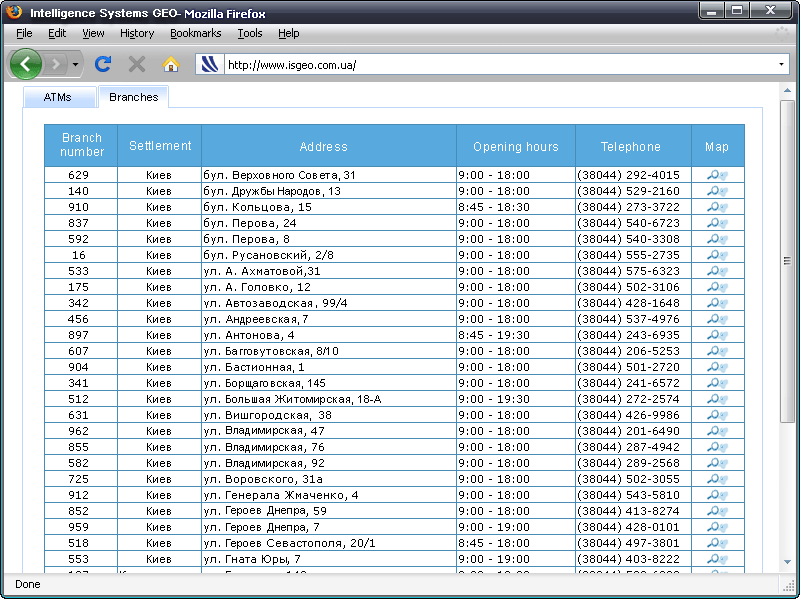 Intelligence Systems GEO- Mozilla Firefox
File Edit View History Bookmarks Tools Help
http://www.isgeo.com.ua/
ATMs Branches
Branch number Settlement Address Opening hours Telephone Map
629 Киев бул. Верховного Совета, 31 9:00 - 18:00 (38044) 292-4015
140 Киев бул. Дружбы Народов, 13 9:00 - 18:00 (38044) 529-2160
910 Киев бул. Кольцова, 15 8:45 - 18:30 (38044) 273-3722
837 Киев бул. Перова, 24 9:00 - 18:00 (38044) 540-6723
592 Киев бул. Перова, 8 9:00 - 18:00 (38044) 540-3308
16 Киев бул. Русановский, 2/8 9:00 - 18:00 (38044) 555-2735
533 Киев ул. А. Ахматовой,31 9:00 - 18:00 (38044) 575-6323
175 Киев ул. А. Головко, 12 9:00 - 18:00 (38044) 502-3106
342 Киев ул. Автозаводская, 99/4 9:00 - 18:00 (38044) 428-1648
456 Киев ул. Андреевская,7 9:00 - 18:00 (38044) 537-4976
897 Киев ул. Антонова, 4 8:45 - 19:30 (38044) 243-6935
607 Киев ул. Багговутовская, 8/10 9:00 - 18:00 (38044) 206-5253
904 Киев ул. Бастионная, 1 9:00 - 18:00 (38044) 501-2720
341 Киев ул. Борщаговская, 145 9:00 - 18:00 (38044) 241-6572
512 Киев ул. Большая Житомирская, 18-А 9:00 - 19:30 (38044) 272-2574
631 Киев ул. Вишгородская, 38 9:00 - 18:00 (38044) 426-9986
962 Киев ул. Владимирская, 47 9:00 - 18:00 (38044) 201-6490
855 Киев ул. Владимирская, 76 9:00 - 18:00 (38044) 287-4942
582 Киев ул. Владимирская, 92 9:00 - 18:00 (38044) 289-2568
725 Киев ул. Воровского, 31а 9:00 - 18:00 (38044) 502-3055
912 Киев ул. Генерала Жмаченко, 4 9:00 - 18:00 (38044) 543-5810
852 Киев ул. Героев Днепра, 59 9:00 - 18:00 (38044) 413-8274
959 Киев ул. Героев Днепра, 7 9:00 - 19:00 (38044) 428-0101
518 Киев ул. Героев Севастополя, 20/1 8:45 - 18:00 (38044) 497-3801
553 Киев ул. Гната Юры, 7 9:00 - 19:00 (38044) 403-8222
Done